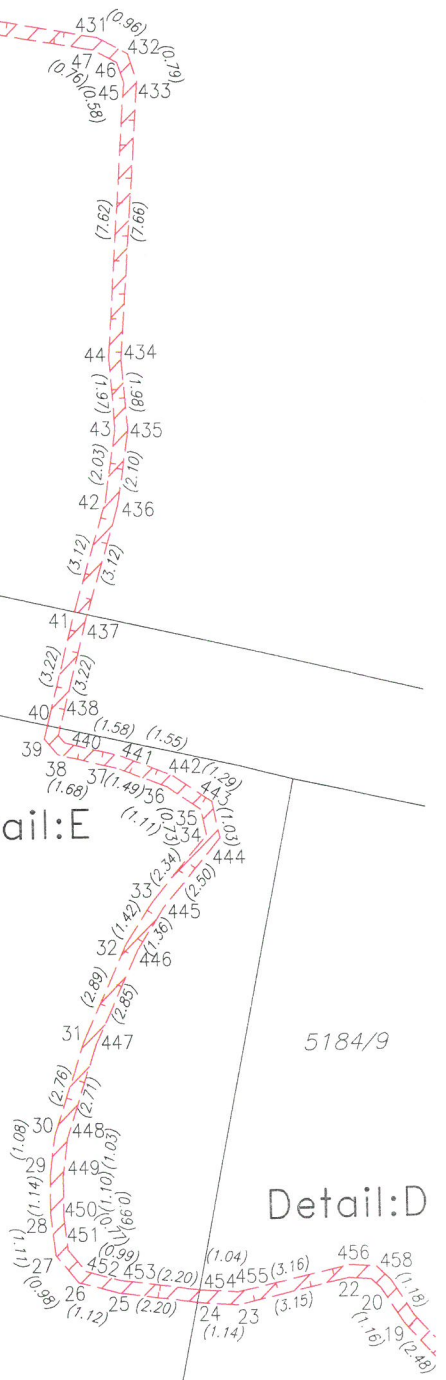 431 (0.96)
432 (0.79)
47 46
(0.76) (0.58) 45 433
(7.62) (7.66)
44 434
(1.97) (1.98)
43 435
(2.03) (2.10)
42 436
(3.12) (3.12)
41 437
(3.22) (3.22)
40 438
39 440 (1.58) (1.55)
38 441 442 (1.29)
37 (1.49) 36 443
(1.68) (1.11) 35 (0.73) (1.03)
34 444
ail:E
33 (2.34) (2.50)
445
(1.42) (1.36)
32 446
(2.89) (2.85)
31 447
5184/9
(2.76) (2.71)
30 448
(1.08) (1.03)
29 449
(1.14) (1.10)
28 450 (0.99)
451 (0.77)
Detail:D
27 (1.11) 452 (0.99) 453 (2.20) (1.04)
(0.98) 26 25 (2.20) 454 455 (3.16) 456 458
(1.12) 24 23 (3.15) 22 (1.18)
(1.14) 20
(1.16) 19 (2.48)